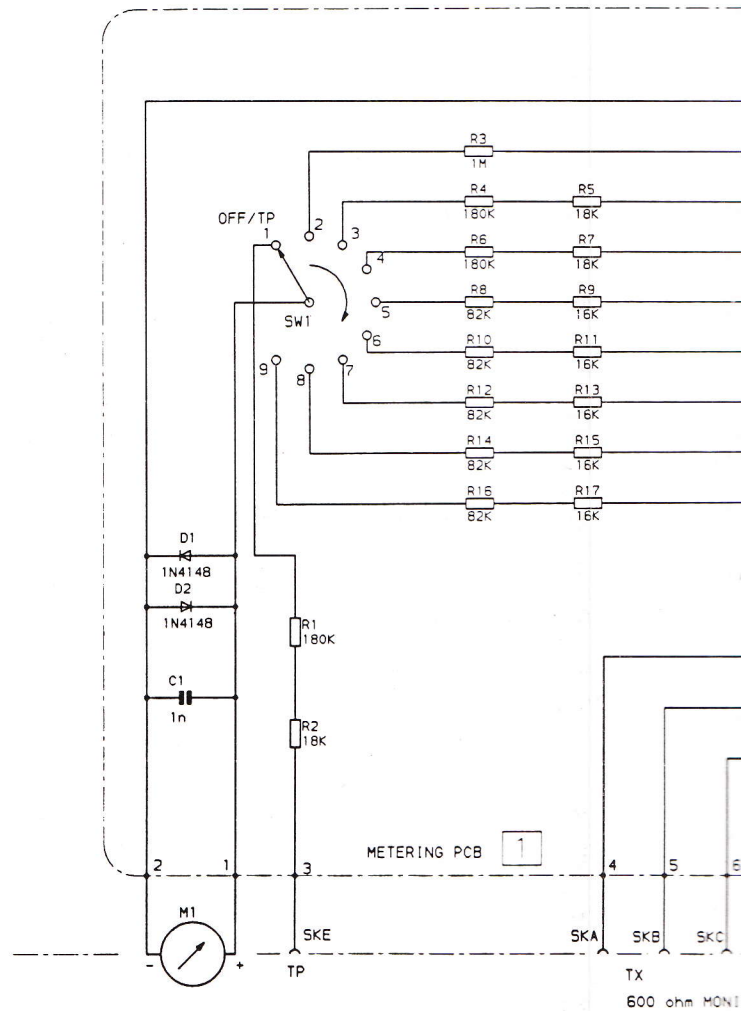 R3
1M
R4 R5
180K 18K
OFF/TP
1 2 3
R6 R7
180K 18K
4
R8 R9
82K 16K
5
SW1
R10 R11
82K 16K
6
9 8 7
R12 R13
82K 16K
R14 R15
82K 16K
R16 R17
82K 16K
D1
1N4148
D2
1N4148
R1
180K
C1
1n
R2
18K
METERING PCB 1
2 1 3 4 5 6
M1
SKE SKA SKB SKC
- +
TP TX
600 ohm MONI